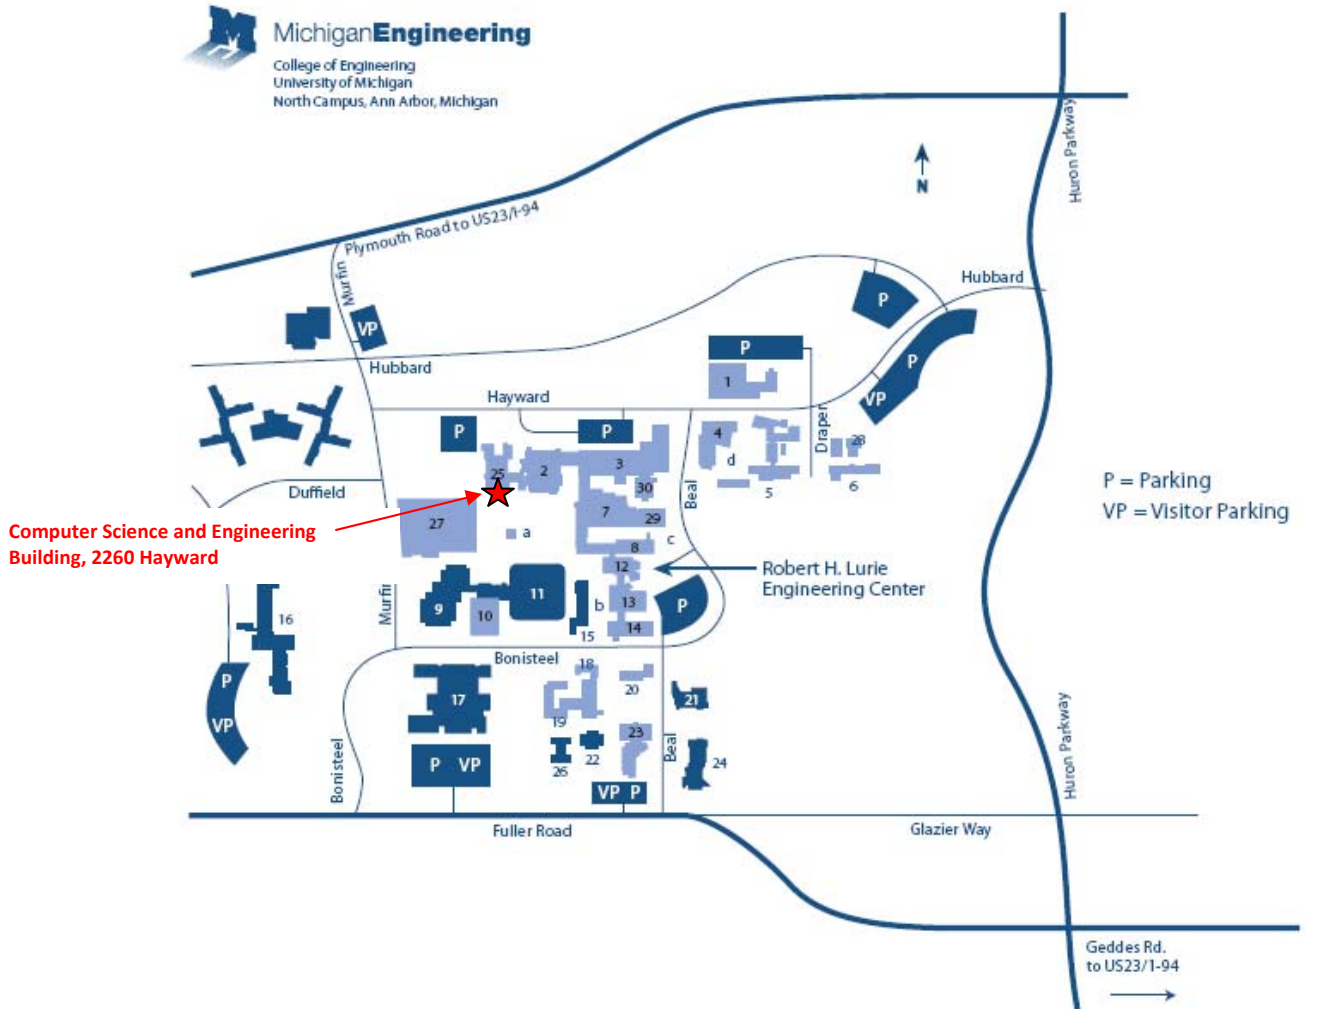 M
MichiganEngineering
College of Engineering
University of Michigan
North Campus, Ann Arbor, Michigan
Huron Parkway
N
Plymouth Road to US23/I-94
Murfin
Hubbard
P
VP
P
P
VP
Hubbard
P
1
Hayward
P
P
4
Draper
28
25
2
3
d
30
5
6
Beal
P = Parking
VP = Visitor Parking
Duffield
27
7
29
a
c
8
Computer Science and Engineering
Building, 2260 Hayward
12
Robert H. Lurie
Engineering Center
16
Murfin
9
10
11
b
13
P
14
15
Bonisteel
P
VP
17
18
20
21
19
23
Bonisteel
P VP
26
22
Beal
24
Huron Parkway
VP P
Fuller Road
Glazier Way
Geddes Rd.
to US23/1-94